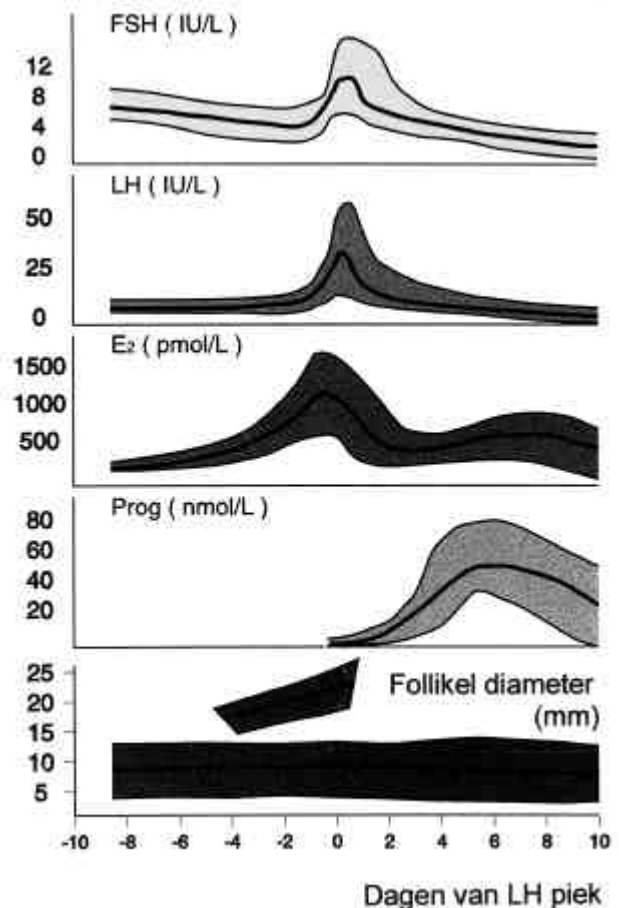 FSH ( IU/L )
12
8
4
0
LH ( IU/L )
50
25
0
E₂ ( pmol/L )
1500
1000
500
Prog ( nmol/L )
80
60
40
20
Follikel diameter
(mm)
25
20
15
10
5
-10 -8 -6 -4 -2 0 2 4 6 8 10
Dagen van LH piek